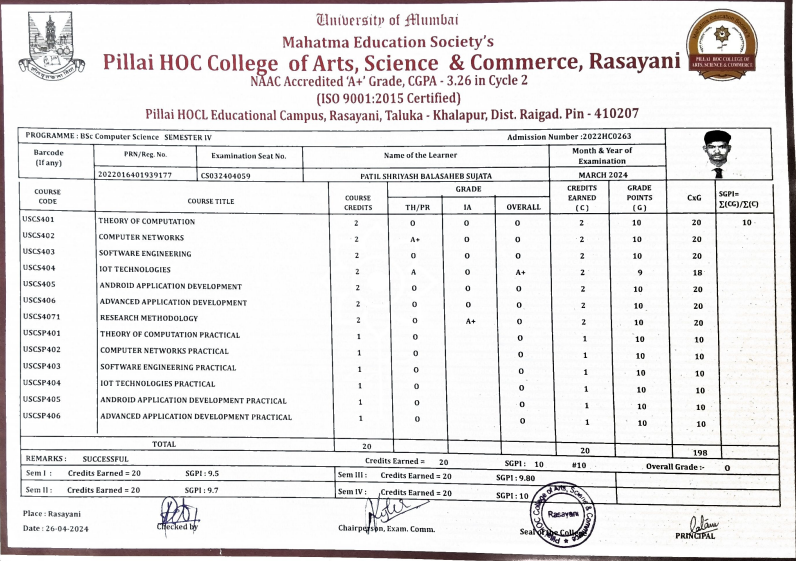 University of Mumbai
Mahatma Education Society's
Pillai HOC College of Arts, Science & Commerce, Rasayani
NAAC Accredited 'A+' Grade, CGPA - 3.26 in Cycle 2
(ISO 9001:2015 Certified)
Pillai HOCL Educational Campus, Rasayani, Taluka - Khalapur, Dist. Raigad. Pin - 410207
PILLAI HOC COLLEGE OF
ARTS, SCIENCE & COMMERCE
PROGRAMME : BSc Computer Science SEMESTER IV Admission Number :2022HC0263
Barcode (If any) PRN/Reg. No. Examination Seat No. Name of the Learner Month & Year of Examination
2022016401939177 CS032404059 PATIL SHRIYASH BALASAHEB SUJATA MARCH 2024
COURSE CODE COURSE TITLE COURSE CREDITS GRADE CREDITS EARNED ( C ) GRADE POINTS ( G ) CxG SGPI= Σ(CG)/Σ(C)
TH/PR IA OVERALL
USCS401 THEORY OF COMPUTATION 2 O O O 2 10 20 10
USCS402 COMPUTER NETWORKS 2 A+ O O 2 10 20
USCS403 SOFTWARE ENGINEERING 2 O O O 2 10 20
USCS404 IOT TECHNOLOGIES 2 A O A+ 2 9 18
USCS405 ANDROID APPLICATION DEVELOPMENT 2 O O O 2 10 20
USCS406 ADVANCED APPLICATION DEVELOPMENT 2 O O O 2 10 20
USCS4071 RESEARCH METHODOLOGY 2 O A+ O 2 10 20
USCSP401 THEORY OF COMPUTATION PRACTICAL 1 O O 1 10 10
USCSP402 COMPUTER NETWORKS PRACTICAL 1 O O 1 10 10
USCSP403 SOFTWARE ENGINEERING PRACTICAL 1 O O 1 10 10
USCSP404 IOT TECHNOLOGIES PRACTICAL 1 O O 1 10 10
USCSP405 ANDROID APPLICATION DEVELOPMENT PRACTICAL 1 O O 1 10 10
USCSP406 ADVANCED APPLICATION DEVELOPMENT PRACTICAL 1 O O 1 10 10
TOTAL 20 20 198
REMARKS : SUCCESSFUL Credits Earned = 20 SGPI : 10 #10 Overall Grade :- O
Sem I : Credits Earned = 20 SGPI : 9.5 Sem III : Credits Earned = 20 SGPI : 9.80
Sem II : Credits Earned = 20 SGPI : 9.7 Sem IV : Credits Earned = 20 SGPI : 10
Place : Rasayani
Date : 26-04-2024
Checked by
Chairperson, Exam. Comm.
Seal of the College
Pillai HOC College of Arts, Science & Commerce
Rasayani
PRINCIPAL